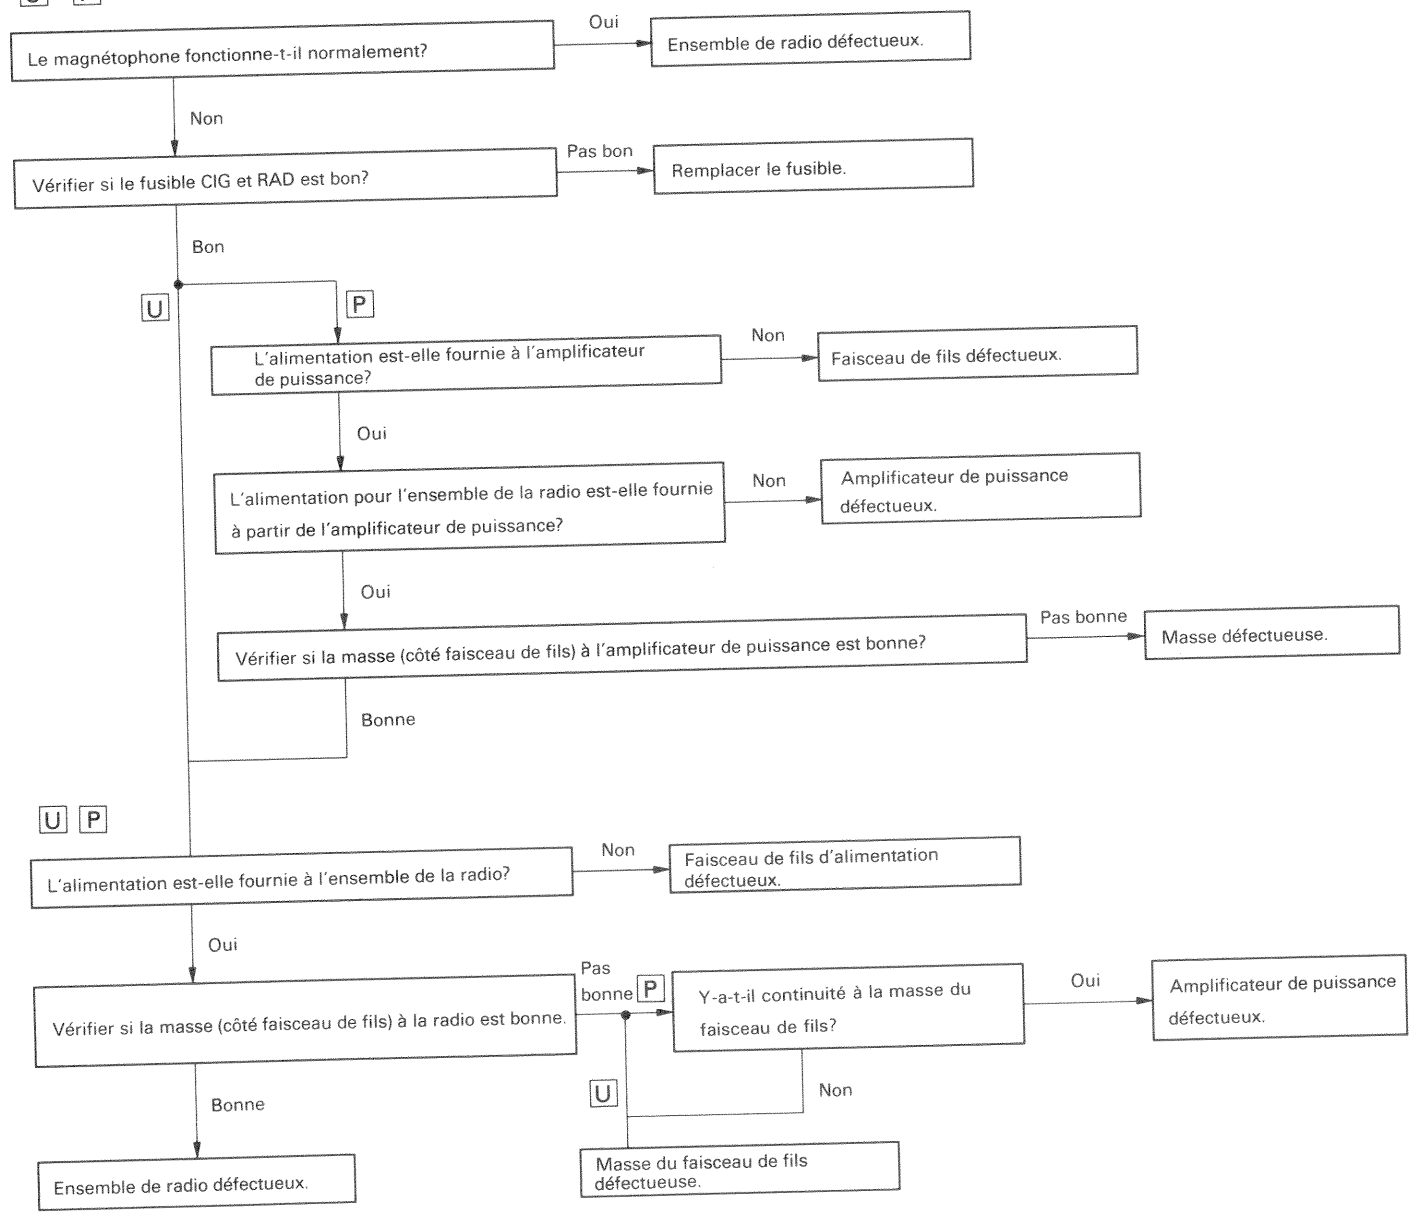 U P
Oui
Le magnétophone fonctionne-t-il normalement?
Ensemble de radio défectueux.
Non
Pas bon
Vérifier si le fusible CIG et RAD est bon?
Remplacer le fusible.
Bon
U
P
L'alimentation est-elle fournie à l'amplificateur
de puissance?
Non
Faisceau de fils défectueux.
Oui
L'alimentation pour l'ensemble de la radio est-elle fournie
à partir de l'amplificateur de puissance?
Non
Amplificateur de puissance
défectueux.
Oui
Vérifier si la masse (côté faisceau de fils) à l'amplificateur de puissance est bonne?
Pas bonne
Masse défectueuse.
Bonne
U P
L'alimentation est-elle fournie à l'ensemble de la radio?
Non
Faisceau de fils d'alimentation
défectueux.
Oui
Vérifier si la masse (côté faisceau de fils) à la radio est bonne.
Pas
bonne P
Y-a-t-il continuité à la masse du
faisceau de fils?
Oui
Amplificateur de puissance
défectueux.
U
Non
Bonne
Masse du faisceau de fils
défectueuse.
Ensemble de radio défectueux.